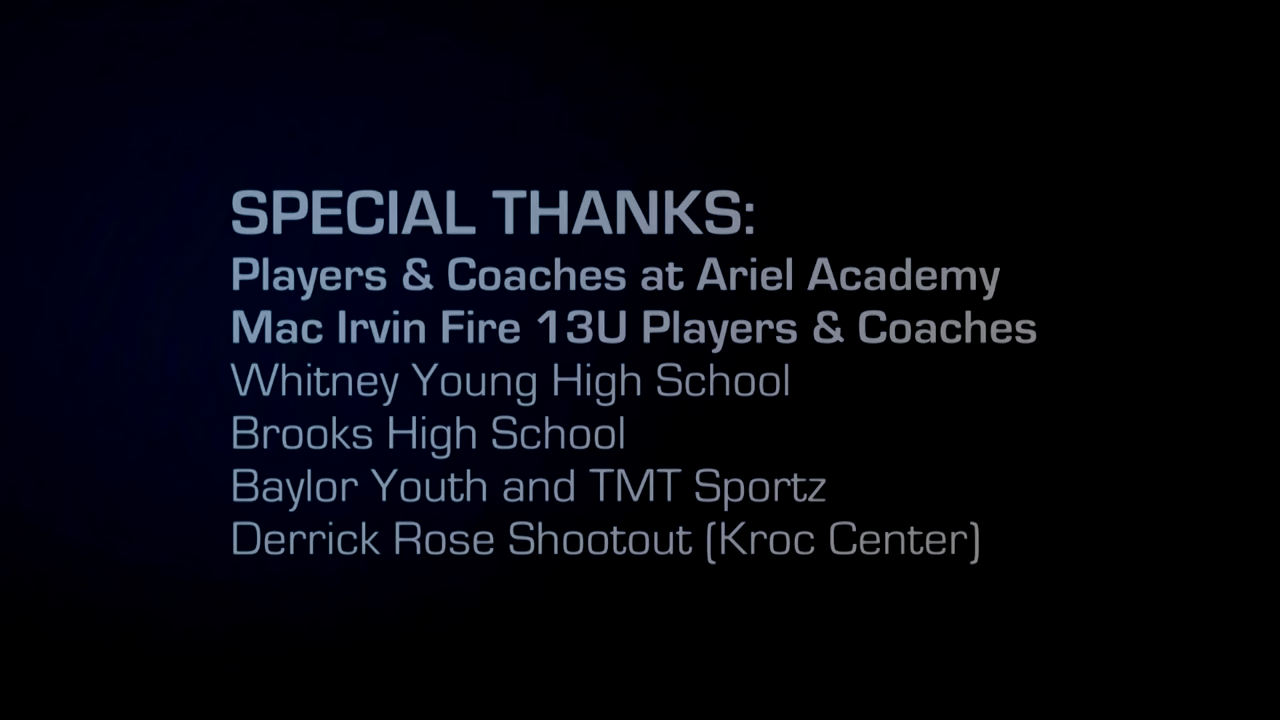 SPECIAL THANKS:
Players & Coaches at Ariel Academy
Mac Irvin Fire 13U Players & Coaches
Whitney Young High School
Brooks High School
Baylor Youth and TMT Sportz
Derrick Rose Shootout (Kroc Center)